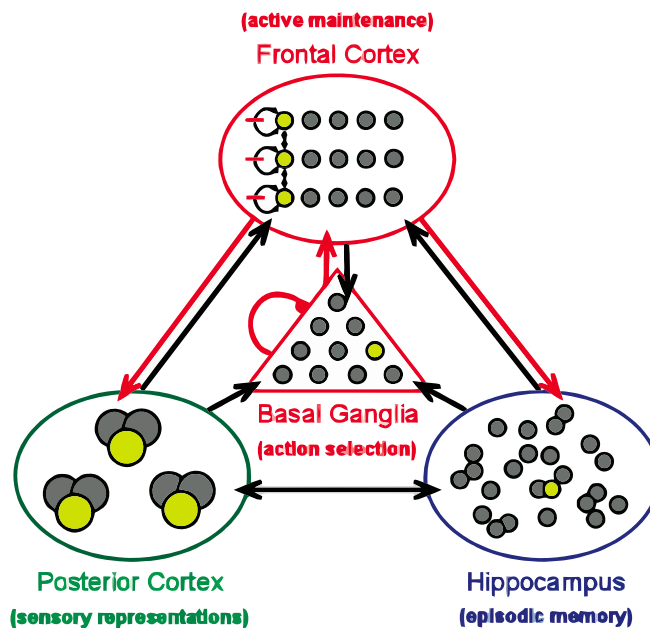 (active maintenance)
Frontal Cortex
Basal Ganglia
(action selection)
Posterior Cortex
(sensory representations)
Hippocampus
(episodic memory)